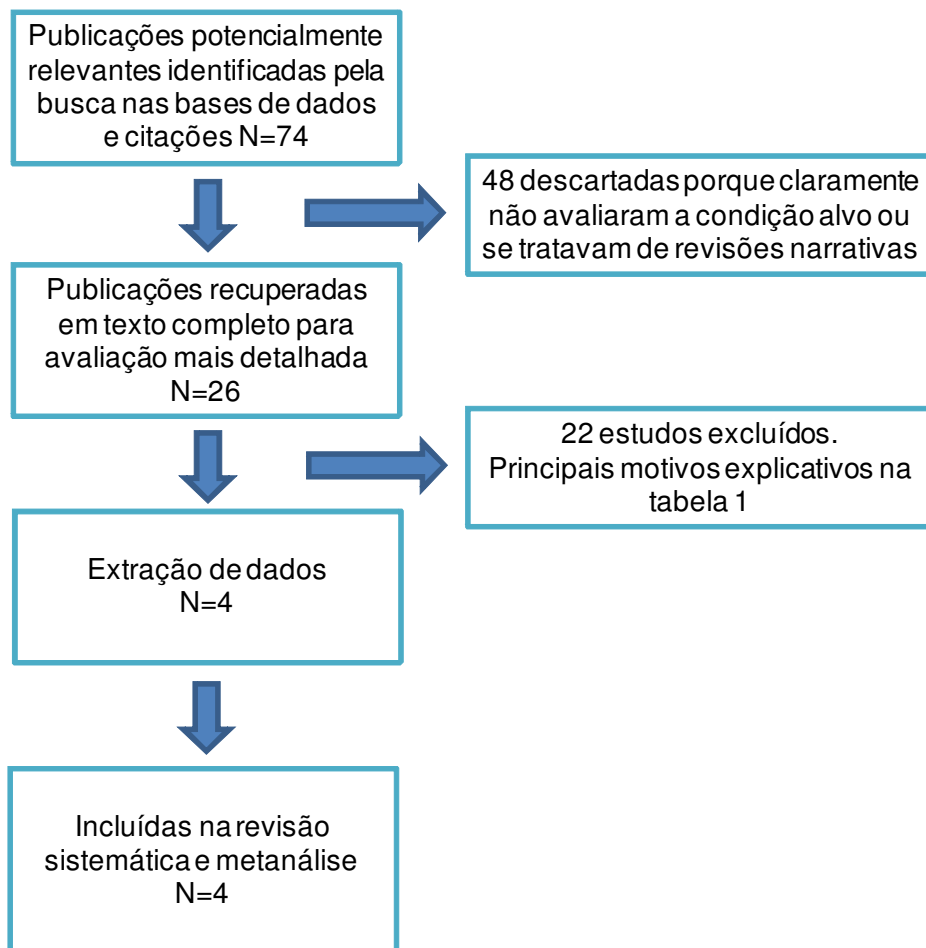 Publicações potencialmente
relevantes identificadas pela
busca nas bases de dados
e citações N=74
48 descartadas porque claramente
não avaliaram a condição alvo ou
se tratavam de revisões narrativas
Publicações recuperadas
em texto completo para
avaliação mais detalhada
N=26
22 estudos excluídos.
Principais motivos explicativos na
tabela 1
Extração de dados
N=4
Incluídas na revisão
sistemática e metanálise
N=4